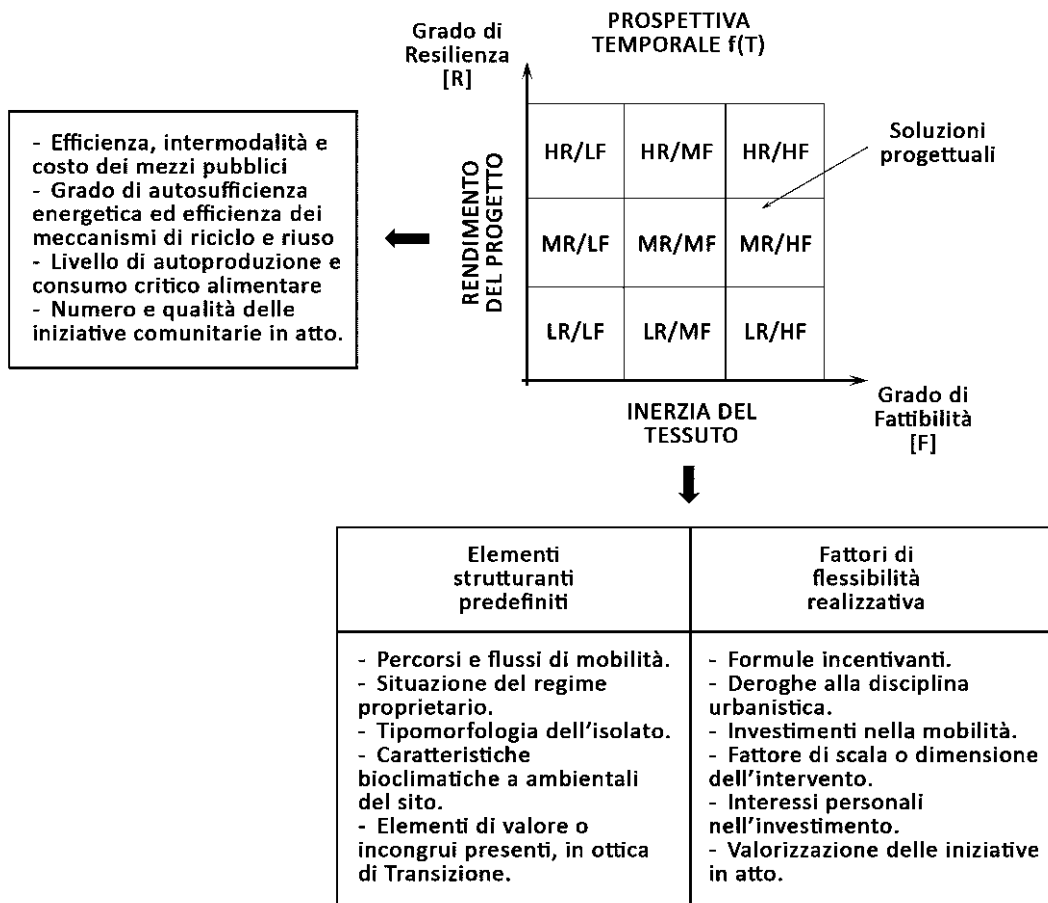 Grado di
Resilienza
[R]
PROSPETTIVA
TEMPORALE f(T)
- Efficienza, intermodalità e
costo dei mezzi pubblici
- Grado di autosufficienza
energetica ed efficienza dei
meccanismi di riciclo e riuso
- Livello di autoproduzione e
consumo critico alimentare
- Numero e qualità delle
iniziative comunitarie in atto.
RENDIMENTO
DEL PROGETTO
HR/LF HR/MF HR/HF
MR/LF MR/MF MR/HF
LR/LF LR/MF LR/HF
Soluzioni
progettuali
INERZIA DEL
TESSUTO
Grado di
Fattibilità
[F]
Elementi
strutturanti
predefiniti
- Percorsi e flussi di mobilità.
- Situazione del regime
proprietario.
- Tipomorfologia dell'isolato.
- Caratteristiche
bioclimatiche a ambientali
del sito.
- Elementi di valore o
incongrui presenti, in ottica
di Transizione.
Fattori di
flessibilità
realizzativa
- Formule incentivanti.
- Deroghe alla disciplina
urbanistica.
- Investimenti nella mobilità.
- Fattore di scala o dimensione
dell'intervento.
- Interessi personali
nell'investimento.
- Valorizzazione delle iniziative
in atto.